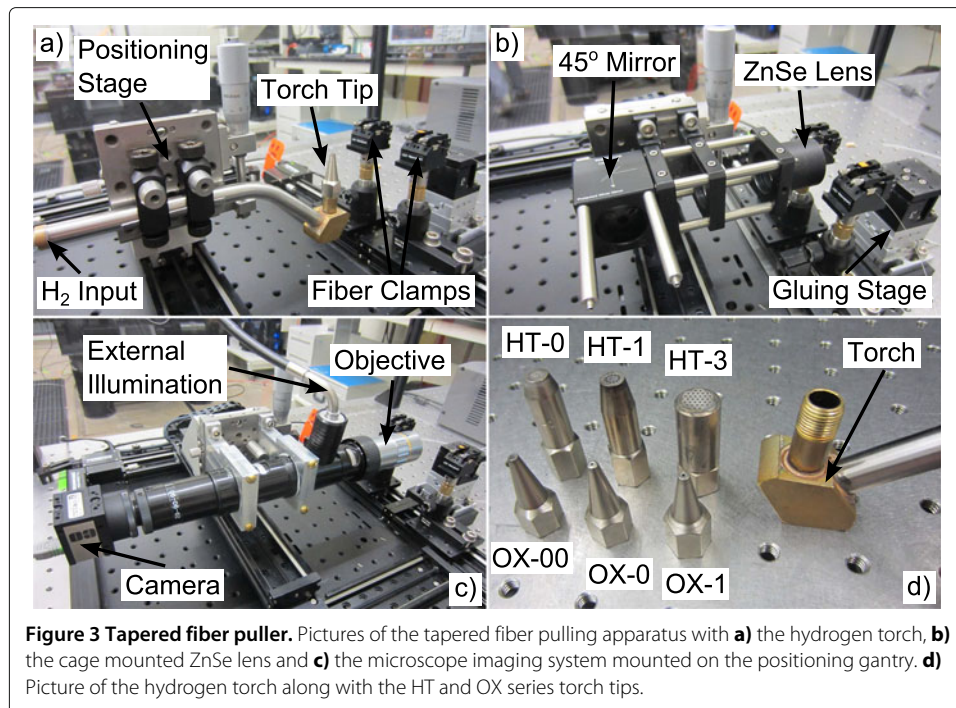 a)
Positioning
Stage
Torch Tip
H₂ Input
Fiber Clamps
b)
45° Mirror
ZnSe Lens
Gluing Stage
External
Illumination
Objective
Camera
c)
HT-0
HT-1
HT-3
Torch
OX-00
OX-0
OX-1
d)
Figure 3 Tapered fiber puller. Pictures of the tapered fiber pulling apparatus with a) the hydrogen torch, b)
the cage mounted ZnSe lens and c) the microscope imaging system mounted on the positioning gantry. d)
Picture of the hydrogen torch along with the HT and OX series torch tips.